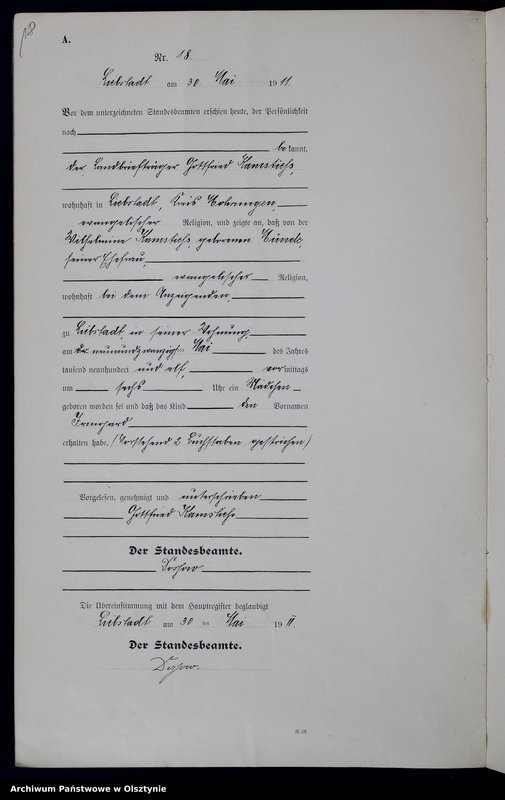 18
A.
Nr. 18.
Liebstadt am 30. Mai 1911.
Vor dem unterzeichneten Standesbeamten erschien heute, der Persönlichkeit
nach
be kannt,
der Landbriefträger Gottfried
wohnhaft in Liebstadt, Kreis Mohrungen
evangelischer Religion, und zeigte an, daß von der
Wilhelmine geborenen
seiner Ehefrau,
evangelischer Religion,
wohnhaft bei dem Anzeigenden,
zu Liebstadt, in seiner Wohnung,
am neunundzwanzigsten Mai des Jahres
tausend neunhundert und elf, vormittags
um sechs Uhr ein Mädchen
geboren worden sei und daß das Kind den Vornamen
Irmgard
erhalten habe. (Vorstehend 2 Buchstaben gestrichen)
Vorgelesen, genehmigt und unterschrieben
Gottfried
Der Standesbeamte.
Die Übereinstimmung mit dem Hauptregister beglaubigt
Liebstadt am 30 ten Mai 1911.
Der Standesbeamte.
Archiwum Państwowe w Olsztynie